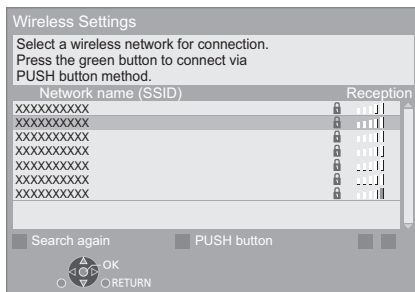 Wireless Settings
Select a wireless network for connection.
Press the green button to connect via
PUSH button method.
Network name (SSID) Reception
XXXXXXXXXX
XXXXXXXXXX
XXXXXXXXXX
XXXXXXXXXX
XXXXXXXXXX
XXXXXXXXXX
XXXXXXXXXX
Search again PUSH button
OK
RETURN